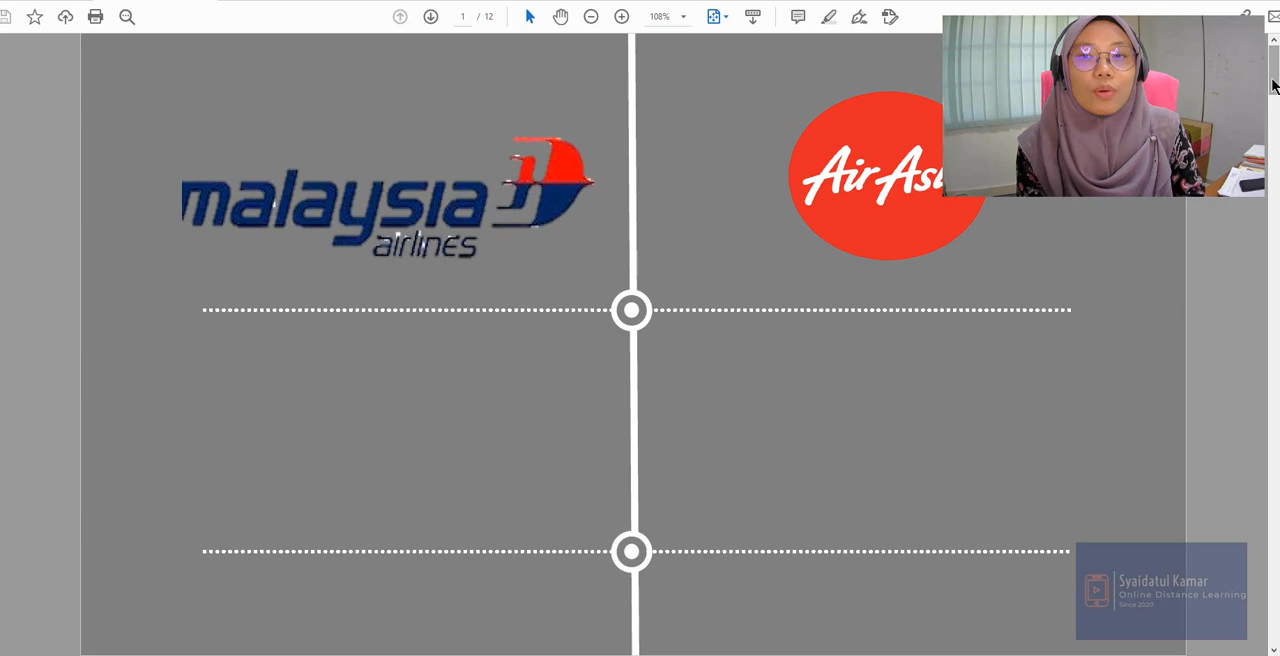 1 / 12
108%
malaysia
airlines
AirAsi
Syaidatul Kamar
Online Distance Learning
Since 2020